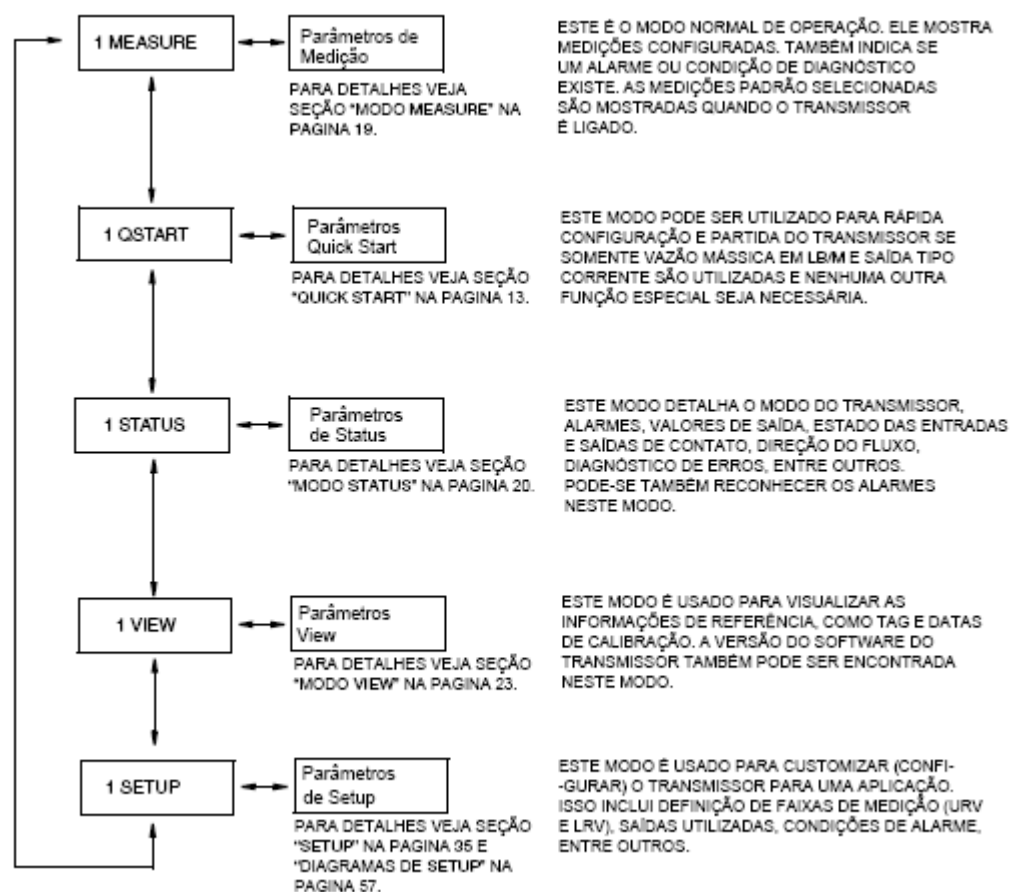 1 MEASURE
Parâmetros de
Medição
PARA DETALHES VEJA
SEÇÃO "MODO MEASURE" NA
PAGINA 19.
ESTE É O MODO NORMAL DE OPERAÇÃO. ELE MOSTRA
MEDIÇÕES CONFIGURADAS. TAMBÉM INDICA SE
UM ALARME OU CONDIÇÃO DE DIAGNÓSTICO
EXISTE. AS MEDIÇÕES PADRÃO SELECIONADAS
SÃO MOSTRADAS QUANDO O TRANSMISSOR
É LIGADO.
1 QSTART
Parâmetros
Quick Start
PARA DETALHES VEJA SEÇÃO
"QUICK START" NA PAGINA 13.
ESTE MODO PODE SER UTILIZADO PARA RÁPIDA
CONFIGURAÇÃO E PARTIDA DO TRANSMISSOR SE
SOMENTE VAZÃO MÁSSICA EM LB/M E SAÍDA TIPO
CORRENTE SÃO UTILIZADAS E NENHUMA OUTRA
FUNÇÃO ESPECIAL SEJA NECESSÁRIA.
1 STATUS
Parâmetros
de Status
PARA DETALHES VEJA SEÇÃO
"MODO STATUS" NA PAGINA 20.
ESTE MODO DETALHA O MODO DO TRANSMISSOR,
ALARMES, VALORES DE SAÍDA, ESTADO DAS ENTRADAS
E SAÍDAS DE CONTATO, DIREÇÃO DO FLUXO,
DIAGNÓSTICO DE ERROS, ENTRE OUTROS.
PODE-SE TAMBÉM RECONHECER OS ALARMES
NESTE MODO.
1 VIEW
Parâmetros
View
PARA DETALHES VEJA SEÇÃO
"MODO VIEW" NA PAGINA 23.
ESTE MODO É USADO PARA VISUALIZAR AS
INFORMAÇÕES DE REFERÊNCIA, COMO TAG E DATAS
DE CALIBRAÇÃO. A VERSÃO DO SOFTWARE DO
TRANSMISSOR TAMBÉM PODE SER ENCONTRADA
NESTE MODO.
1 SETUP
Parâmetros
de Setup
PARA DETALHES VEJA SEÇÃO
"SETUP" NA PAGINA 35 E
"DIAGRAMAS DE SETUP" NA
PAGINA 57.
ESTE MODO É USADO PARA CUSTOMIZAR (CONFI-
-GURAR) O TRANSMISSOR PARA UMA APLICAÇÃO.
ISSO INCLUI DEFINIÇÃO DE FAIXAS DE MEDIÇÃO (URV
E LRV), SAÍDAS UTILIZADAS, CONDIÇÕES DE ALARME,
ENTRE OUTROS.